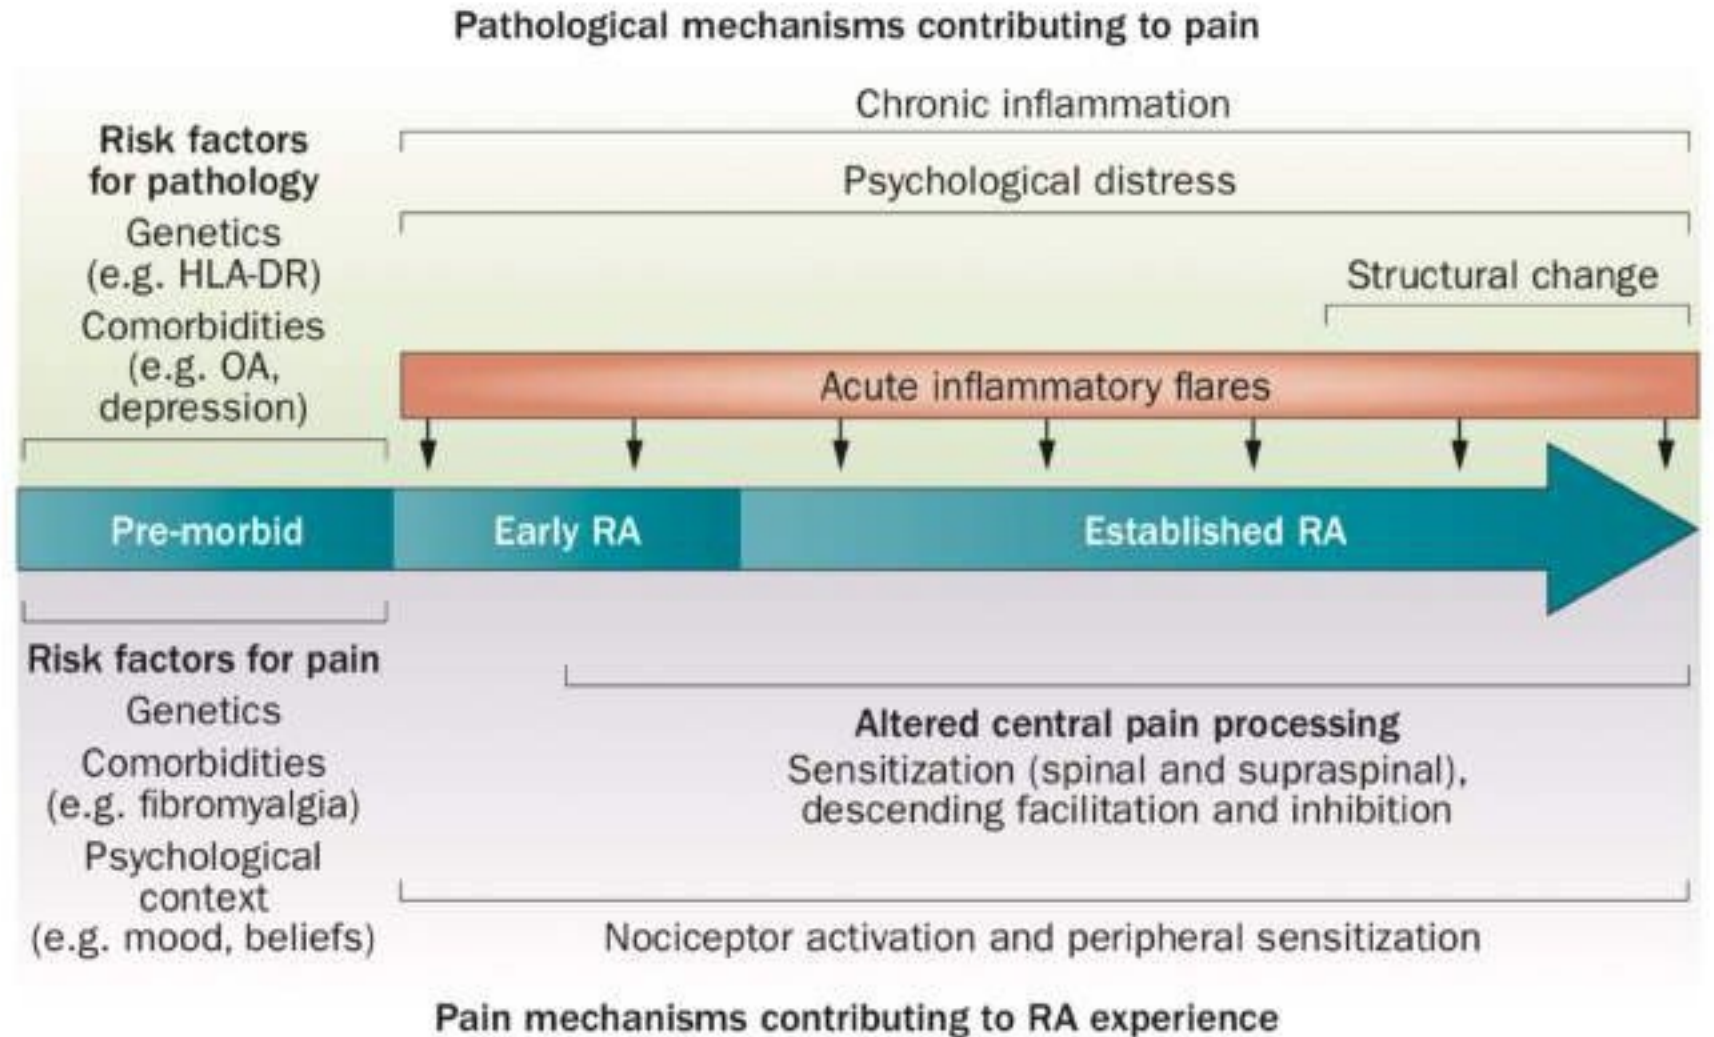 Pathological mechanisms contributing to pain
Chronic inflammation
Risk factors
for pathology
Psychological distress
Genetics
(e.g. HLA-DR)
Structural change
Comorbidities
(e.g. OA,
depression)
Acute inflammatory flares
Pre-morbid
Early RA
Established RA
Risk factors for pain
Genetics
Comorbidities
(e.g. fibromyalgia)
Psychological
context
(e.g. mood, beliefs)
Altered central pain processing
Sensitization (spinal and supraspinal),
descending facilitation and inhibition
Nociceptor activation and peripheral sensitization
Pain mechanisms contributing to RA experience